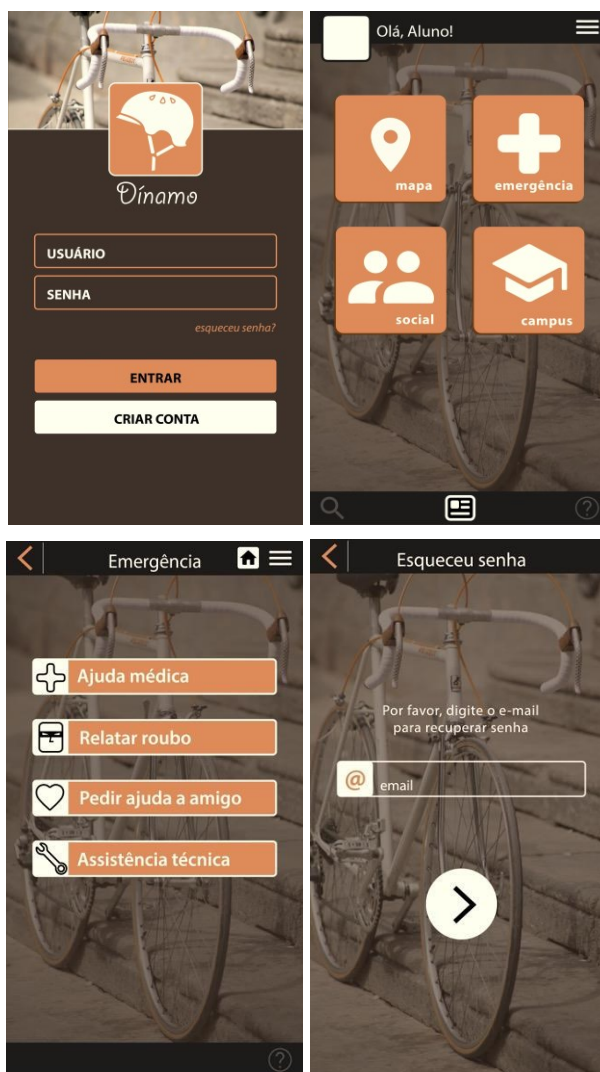 Dínamo
USUÁRIO
SENHA
esqueceu senha?
ENTRAR
CRIAR CONTA
Olá, Aluno!
mapa
emergência
social
campus
?
Emergência
Ajuda médica
Relatar roubo
Pedir ajuda a amigo
Assistência técnica
?
Esqueceu senha
Por favor, digite o e-mail
para recuperar senha
@ email